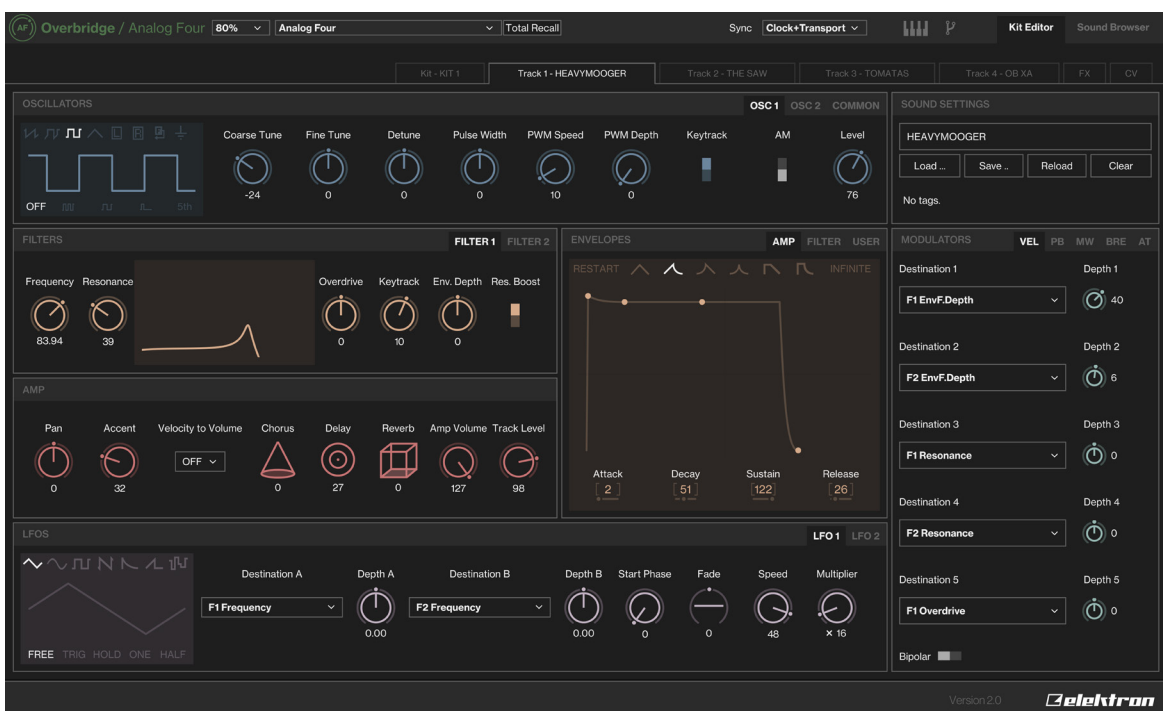 AF Overbridge / Analog Four 80% Analog Four Total Recall Sync Clock+Transport Kit Editor Sound Browser
Kit - KIT 1 Track 1 - HEAVYMOOGER Track 2 - THE SAW Track 3 - TOMATAS Track 4 - OB XA FX CV
OSCILLATORS OSC 1 OSC 2 COMMON
Coarse Tune Fine Tune Detune Pulse Width PWM Speed PWM Depth Keytrack AM Level
-24 0 0 0 10 0 76
OFF 5th
SOUND SETTINGS
HEAVYMOOGER
Load ... Save .. Reload Clear
No tags.
FILTERS FILTER 1 FILTER 2
Frequency Resonance Overdrive Keytrack Env. Depth Res. Boost
83.94 39 0 10 0
ENVELOPES AMP FILTER USER
RESTART INFINITE
Attack Decay Sustain Release
2 51 122 26
AMP
Pan Accent Velocity to Volume Chorus Delay Reverb Amp Volume Track Level
OFF
0 32 0 27 0 127 98
LFOS LFO 1 LFO 2
Destination A Depth A Destination B Depth B Start Phase Fade Speed Multiplier
F1 Frequency F2 Frequency
0.00 0.00 0 0 48 × 16
FREE TRIG HOLD ONE HALF
MODULATORS VEL PB MW BRE AT
Destination 1 Depth 1
F1 EnvF.Depth 40
Destination 2 Depth 2
F2 EnvF.Depth 6
Destination 3 Depth 3
F1 Resonance 0
Destination 4 Depth 4
F2 Resonance 0
Destination 5 Depth 5
F1 Overdrive 0
Bipolar
Version 2.0 elektron